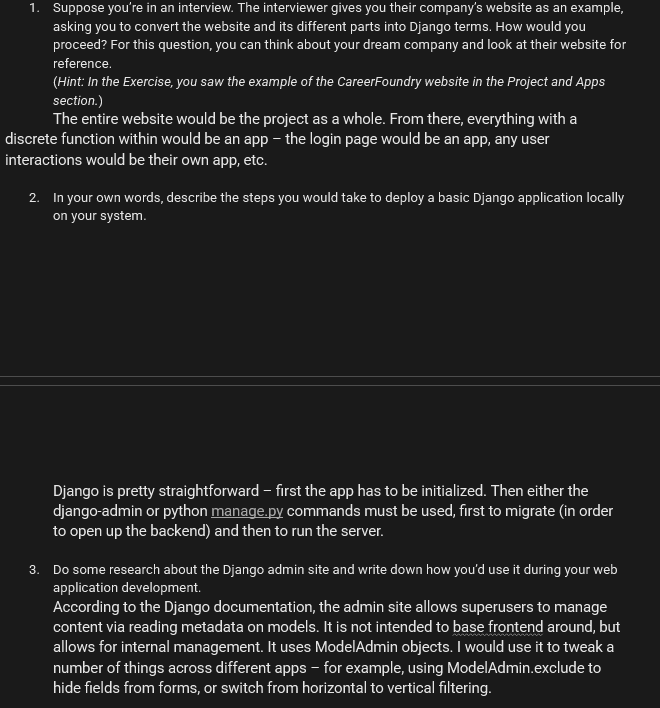 1. Suppose you're in an interview. The interviewer gives you their company's website as an example,
asking you to convert the website and its different parts into Django terms. How would you
proceed? For this question, you can think about your dream company and look at their website for
reference.
(Hint: In the Exercise, you saw the example of the CareerFoundry website in the Project and Apps
section.)
The entire website would be the project as a whole. From there, everything with a
discrete function within would be an app – the login page would be an app, any user
interactions would be their own app, etc.
2. In your own words, describe the steps you would take to deploy a basic Django application locally
on your system.
Django is pretty straightforward – first the app has to be initialized. Then either the
django-admin or python manage.py commands must be used, first to migrate (in order
to open up the backend) and then to run the server.
3. Do some research about the Django admin site and write down how you'd use it during your web
application development.
According to the Django documentation, the admin site allows superusers to manage
content via reading metadata on models. It is not intended to base frontend around, but
allows for internal management. It uses ModelAdmin objects. I would use it to tweak a
number of things across different apps – for example, using ModelAdmin.exclude to
hide fields from forms, or switch from horizontal to vertical filtering.